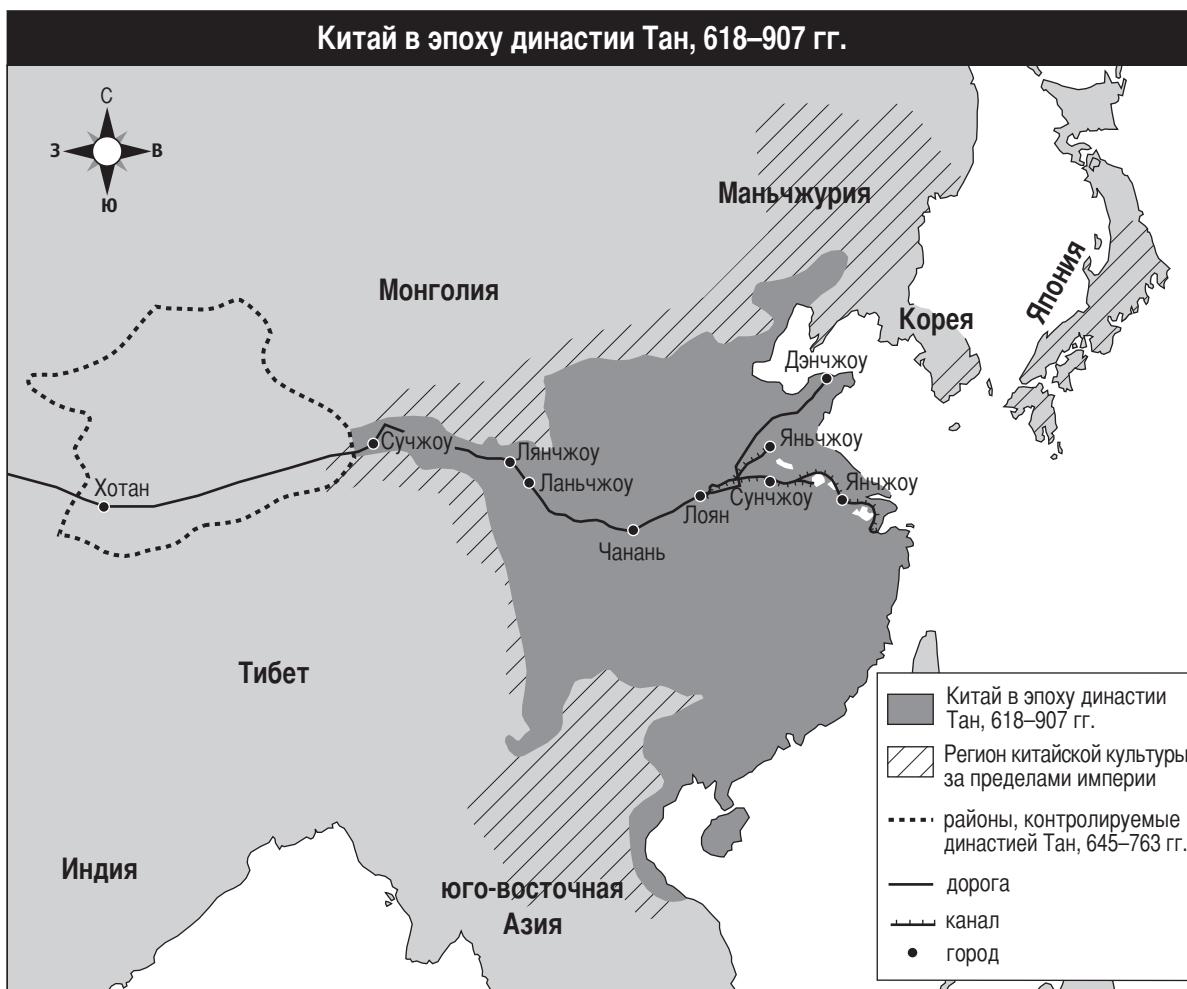 Китай в эпоху династии Тан, 618–907 гг.
С
З
В
Ю
Маньчжурия
Монголия
Япония
Корея
Дэнчжоу
Яньчжоу
Сучжоу
Лянчжоу
Ланьчжоу
Хотан
Сунчжоу
Янчжоу
Лоян
Чанань
Тибет
Индия
юго-восточная
Азия
Китай в эпоху династии
Тан, 618–907 гг.
Регион китайской культуры
за пределами империи
районы, контролируемые
династией Тан, 645–763 гг.
дорога
канал
город